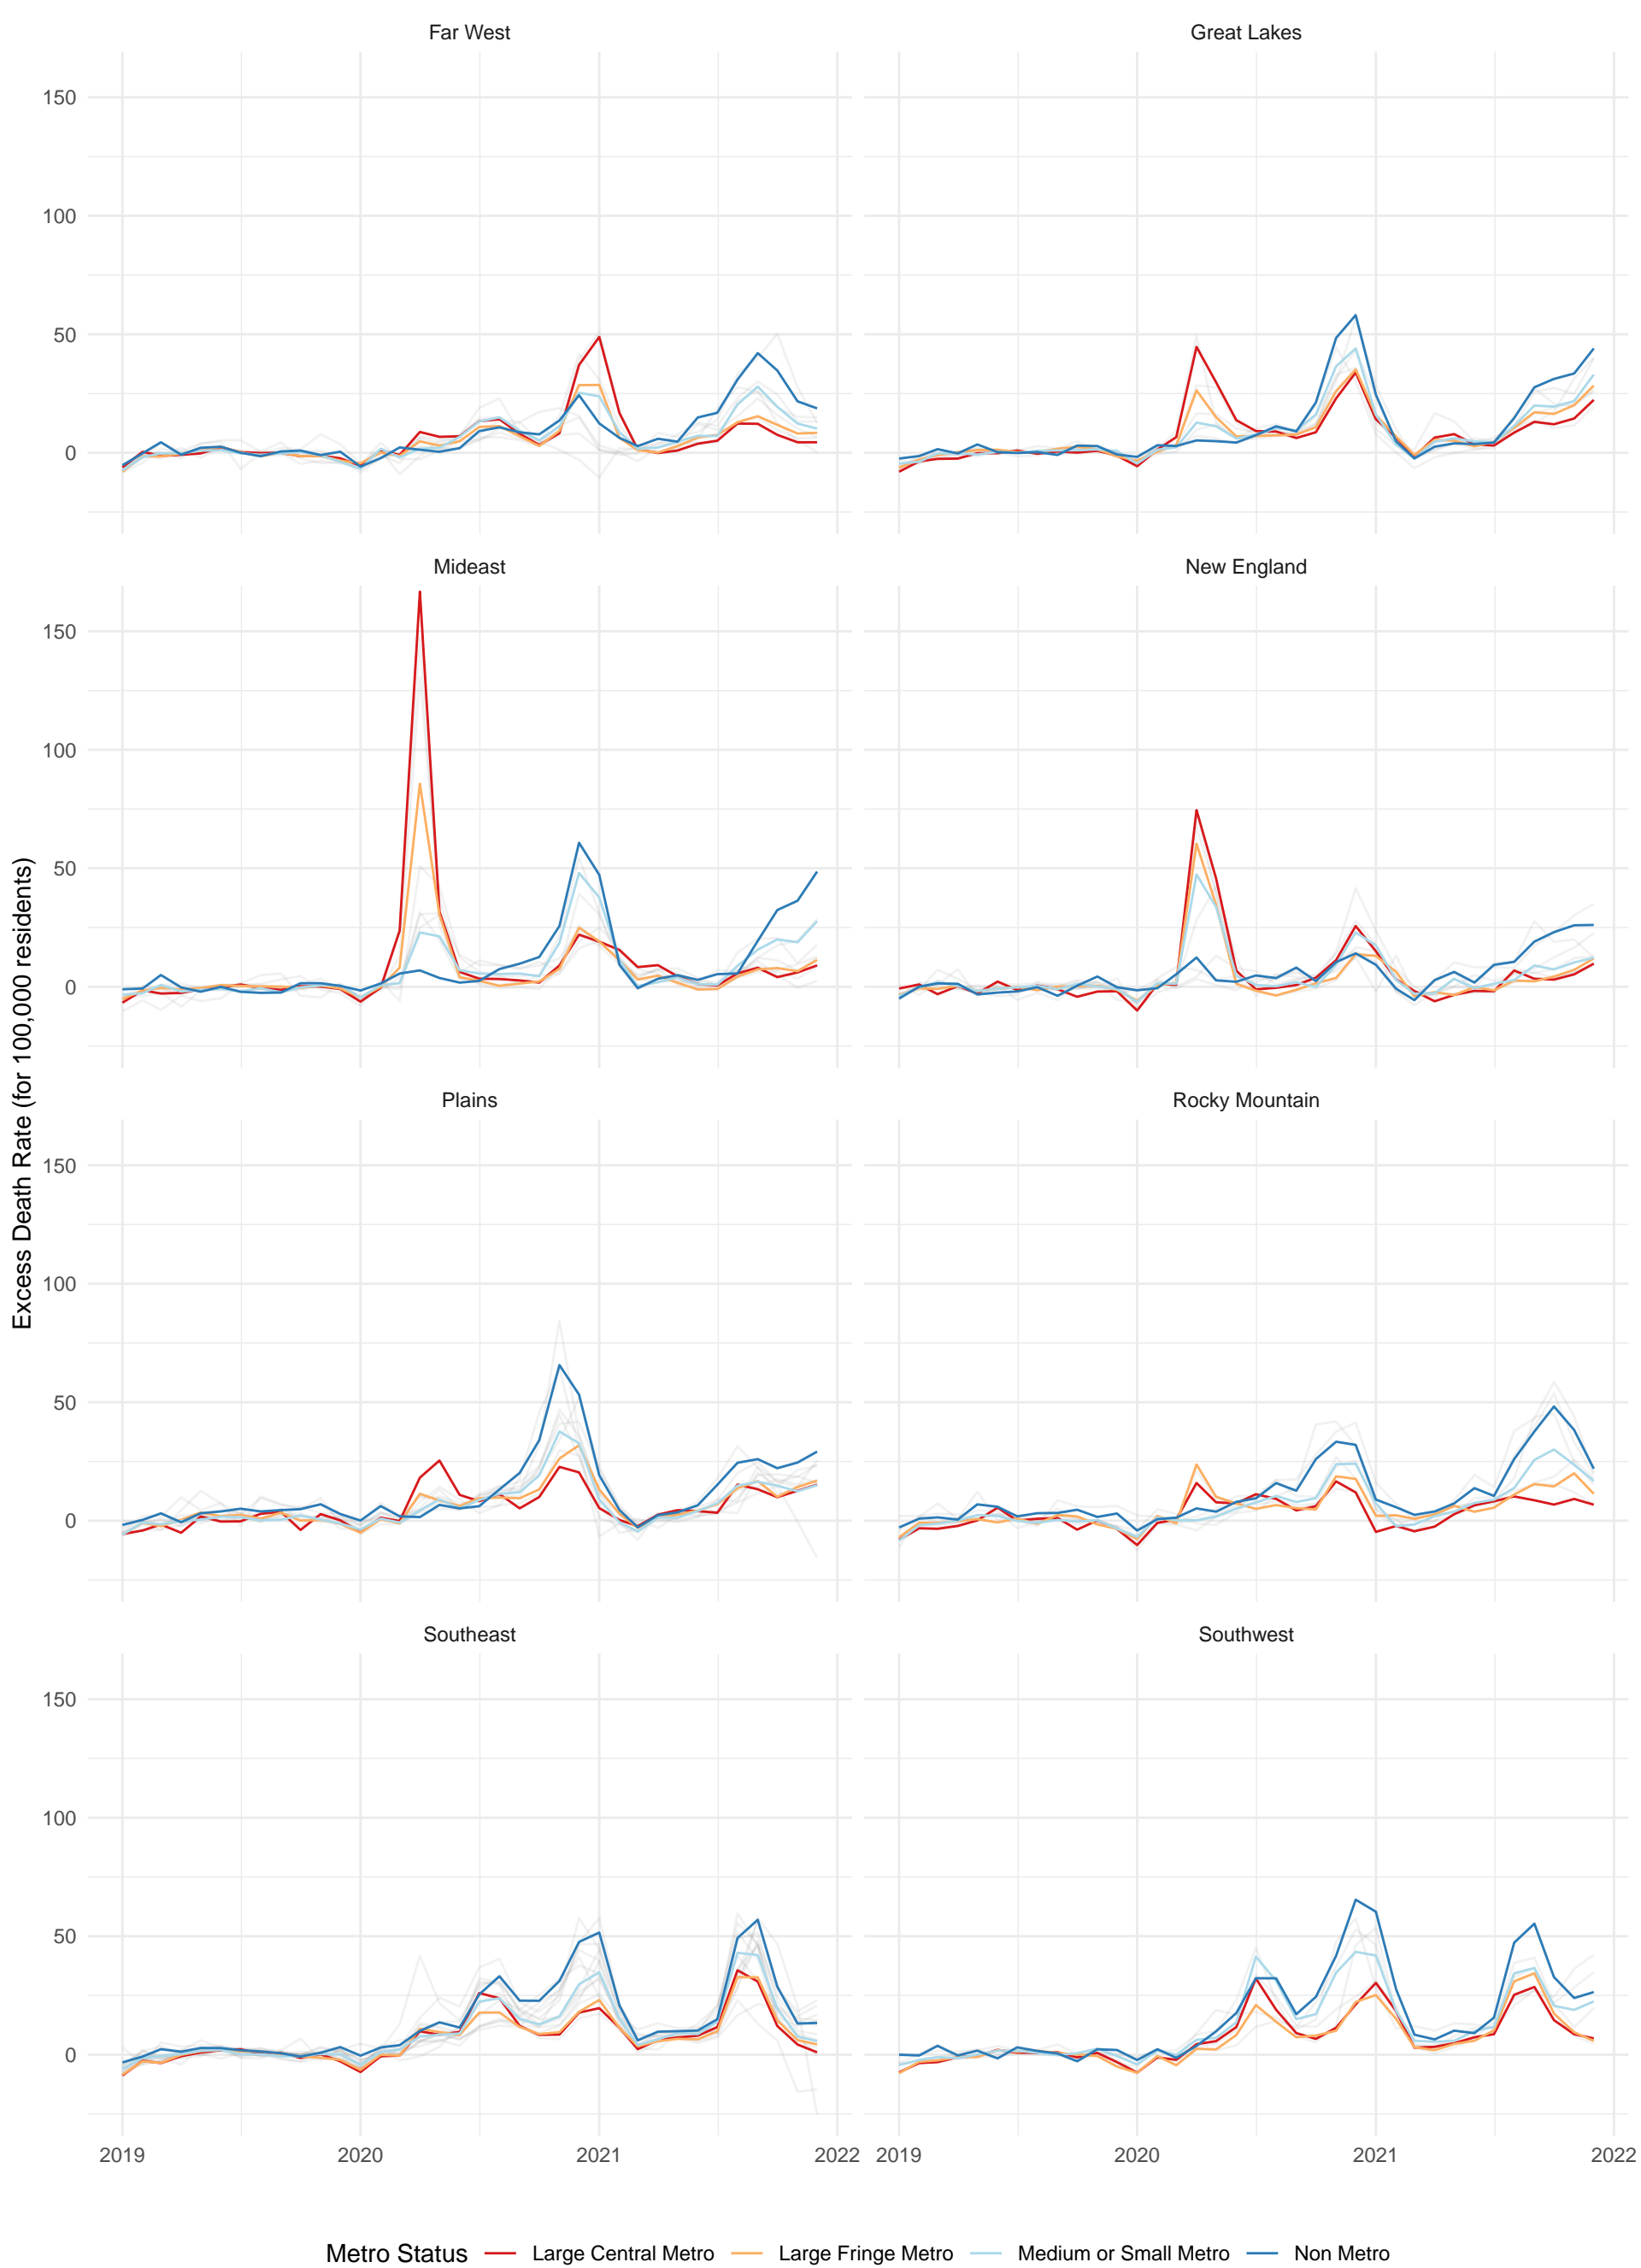 Far West
Great Lakes
150
100
50
0
Mideast
New England
150
100
50
0
Excess Death Rate (for 100,000 residents)
Plains
Rocky Mountain
150
100
50
0
Southeast
Southwest
150
100
50
0
2019 2020 2021 2022 2019 2020 2021 2022
Metro Status Large Central Metro Large Fringe Metro Medium or Small Metro Non Metro